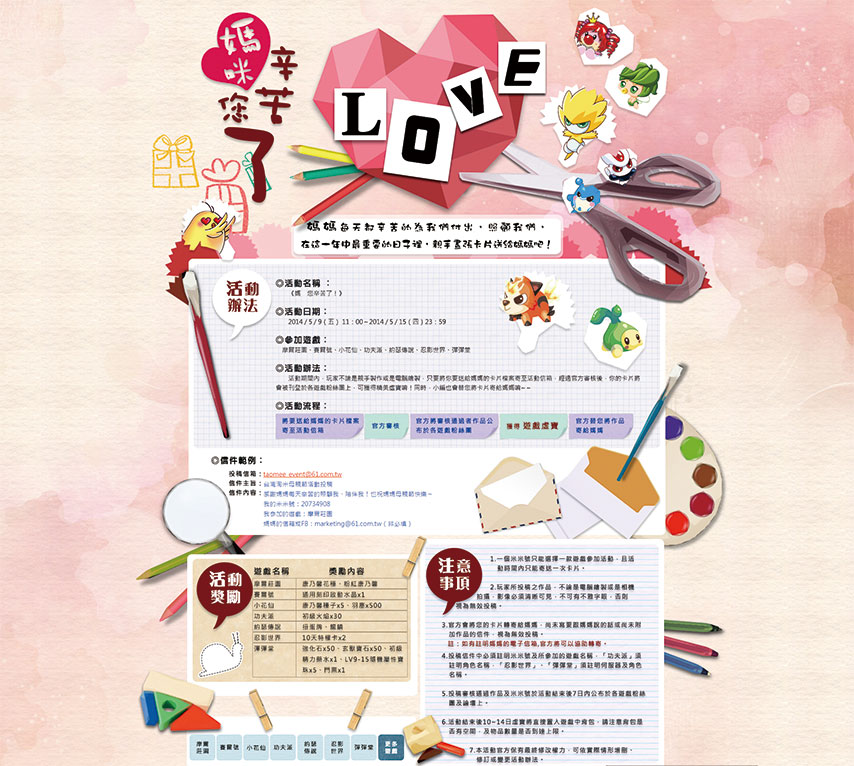 媽咪
您
辛苦了
LOVE
媽媽每天都辛苦的為我們付出，照顧我們，
在這一年中最重要的日子裡，親手畫張卡片送給媽媽吧！
活動
辦法
◎活動名稱：
《媽　您辛苦了！》
◎活動日期：
2014 / 5 / 9 ( 五 ) 11：00~2014 / 5 / 15 ( 四 ) 23：59
◎參加遊戲：
摩爾莊園、賽爾號、小花仙、功夫派、約瑟傳說、忍影世界、彈彈堂
◎活動辦法：
活動期間內，玩家不論是親手製作或是電腦繪製，只要將你要送給媽媽的卡片檔案寄至活動信箱，經過官方審核後，你的卡片將
會被刊登於各遊戲粉絲團上，可獲得精美虛寶唷！同時，小編也會替您將卡片寄給媽媽唷~~
◎活動流程：
將要送給媽媽的卡片檔案
寄至活動信箱
官方審核
官方將審核通過者作品公
布於各遊戲粉絲團
獲得 遊戲虛寶
官方替您將作品
寄給媽媽
◎信件範例：
投稿信箱：taomee_event@61.com.tw
信件主旨：台灣淘米母親節活動投稿
信件內容：感謝媽媽每天辛苦的照顧我、陪伴我！也祝媽媽母親節快樂~
我的米米號：20734908
我參加的遊戲：摩爾莊園
媽媽的信箱或FB：marketing@61.com.tw ( 非必填 )
活動
獎勵
遊戲名稱　獎勵內容
摩爾莊園　康乃馨花種、粉紅康乃馨
賽爾號　通用刻印啟動水晶x1
小花仙　康乃馨種子x5、羽塵x500
功夫派　初級火焰x30
約瑟傳說　扭蛋牌、龍鱗
忍影世界　10天特權卡x2
彈彈堂　強化石x50、玄獸寶石x50、初級
精力藥水x1、LV9-15隨機屬性寶
珠x5、門票x1
注意
事項
1.一個米米號只能選擇一款遊戲參加活動，且活
動時間內只能寄送一次卡片。
2.玩家所投稿之作品，不論是電腦繪製或是相機
拍攝，影像必須清晰可見，不可有不雅字眼，否則
視為無效投稿。
3.官方會將您的卡片轉寄給媽媽，尚未寫要跟媽媽說的話或尚未附
加作品的信件，視為無效投稿。
註：如有註明媽媽的電子信箱,官方將可以協助轉寄。
4.投稿信件中必須註明米米號及所參加的遊戲名稱，「功夫派」須
註明角色名稱，「忍影世界」、「彈彈堂」須註明伺服器及角色
名稱。
5.投稿審核通過作品及米米號於活動結束後7日內公布於各遊戲粉絲
團及論壇上。
6.活動結束後10~14日虛寶將直接置入遊戲中背包，請注意背包是
否有空間，及物品數量是否到達上限。
7.本活動官方保有最終修改權力，可依實際情形增刪、
修訂或變更活動辦法。
摩爾
莊園
賽爾號
小花仙
功夫派
約瑟
傳說
忍影
世界
彈彈堂
更多
遊戲